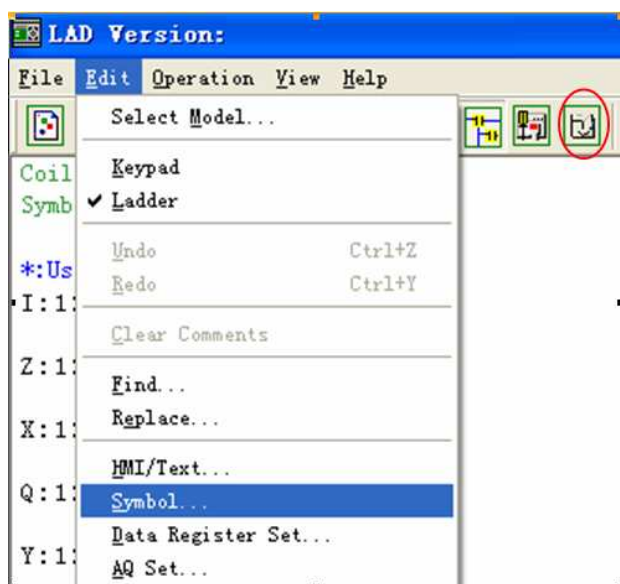 LAD Version:
File Edit Operation View Help
Select Model...
Coil
Keypad
Symb ✔ Ladder
Undo Ctrl+Z
*:Us
Redo Ctrl+Y
I:1
Clear Comments
Z:1
Find...
Replace...
X:1
HMI/Text...
Q:1
Symbol...
Data Register Set...
Y:1
AQ Set...